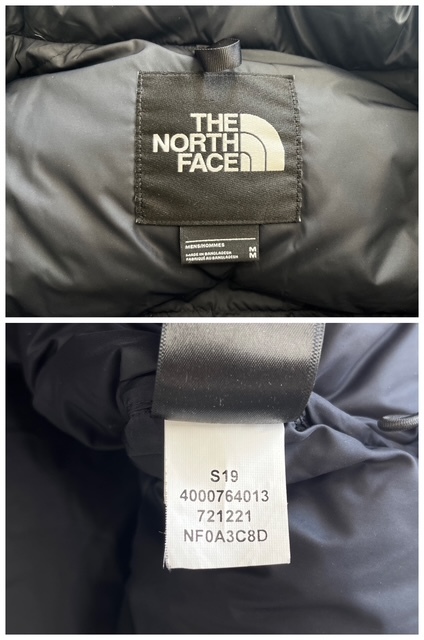 THE
NORTH
FACE
MENS/HOMMES
MADE IN BANGLADESH
FABRIQUÉ AU BANGLADESH
M
M
S19
4000764013
721221
NF0A3C8D